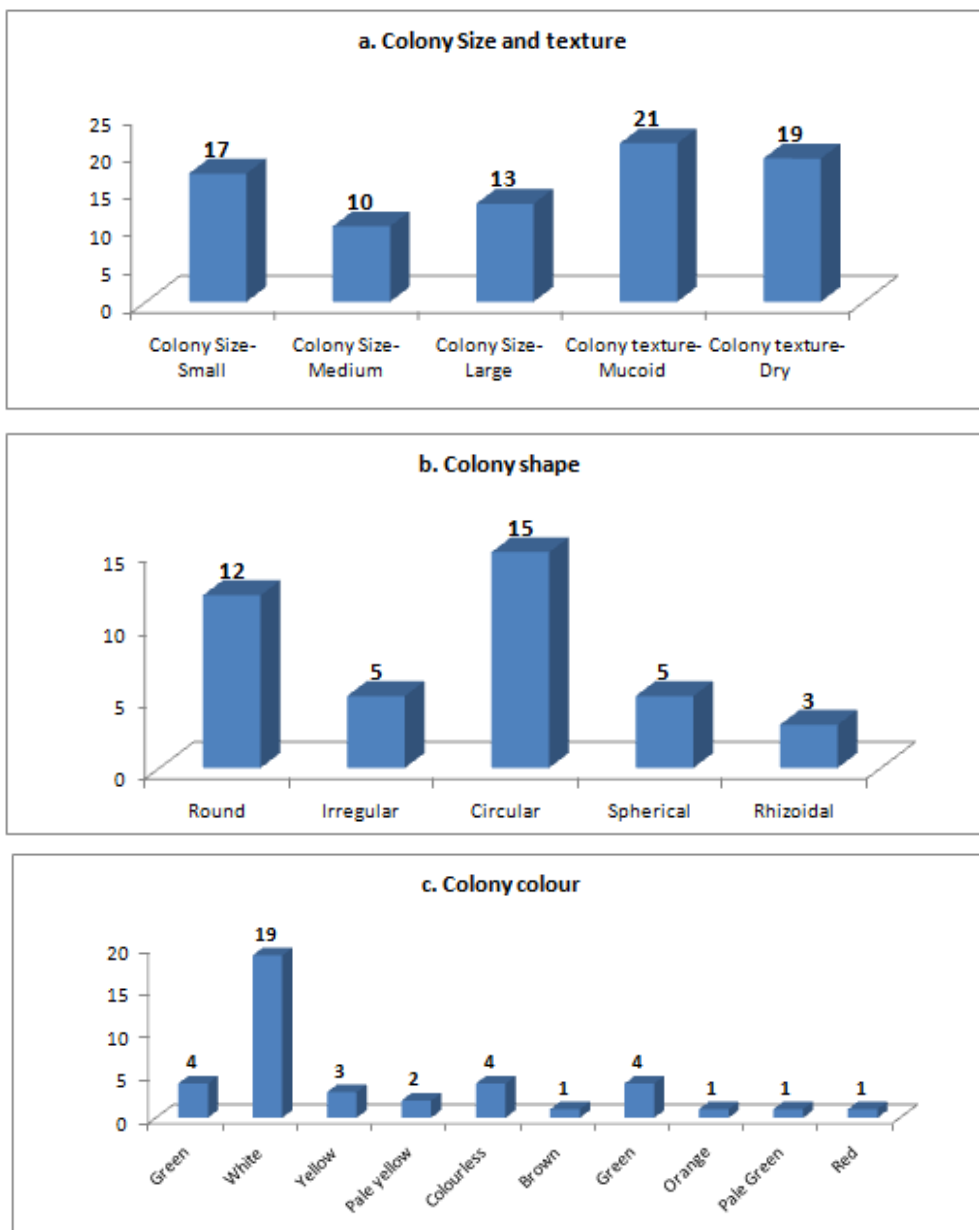 a. Colony Size and texture
25
20
15
10
5
0
17
10
13
21
19
Colony Size-
Small
Colony Size-
Medium
Colony Size-
Large
Colony texture-
Mucoid
Colony texture-
Dry
b. Colony shape
15
10
5
0
12
5
15
5
3
Round
Irregular
Circular
Spherical
Rhizoidal
c. Colony colour
20
15
10
5
0
4
19
3
2
4
1
4
1
1
1
Green
White
Yellow
Pale yellow
Colourless
Brown
Green
Orange
Pale Green
Red